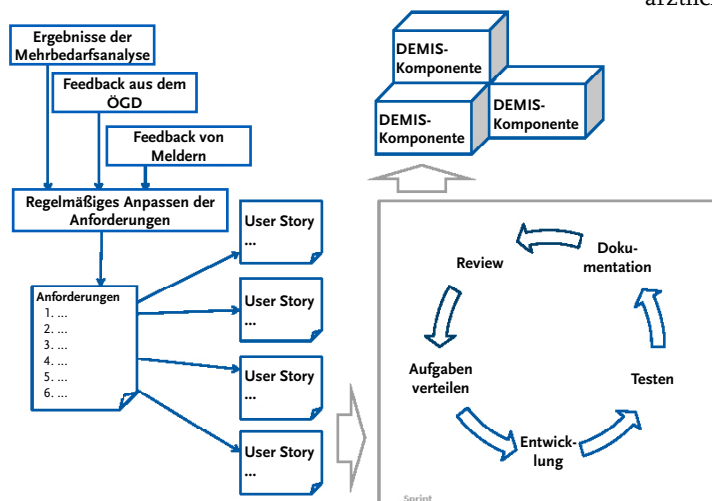 ärztlic
Ergebnisse der
Mehrbedarfsanalyse
Feedback aus dem
ÖGD
Feedback von
Meldern
Regelmäßiges Anpassen der
Anforderungen
Anforderungen
1. ...
2. ...
3. ...
4. ...
5. ...
6. ...
User Story
...
User Story
...
User Story
...
User Story
...
DEMIS-
Komponente
DEMIS-
Komponente
DEMIS-
Komponente
Review
Doku-
mentation
Aufgaben
verteilen
Testen
Entwick-
lung
Sprint